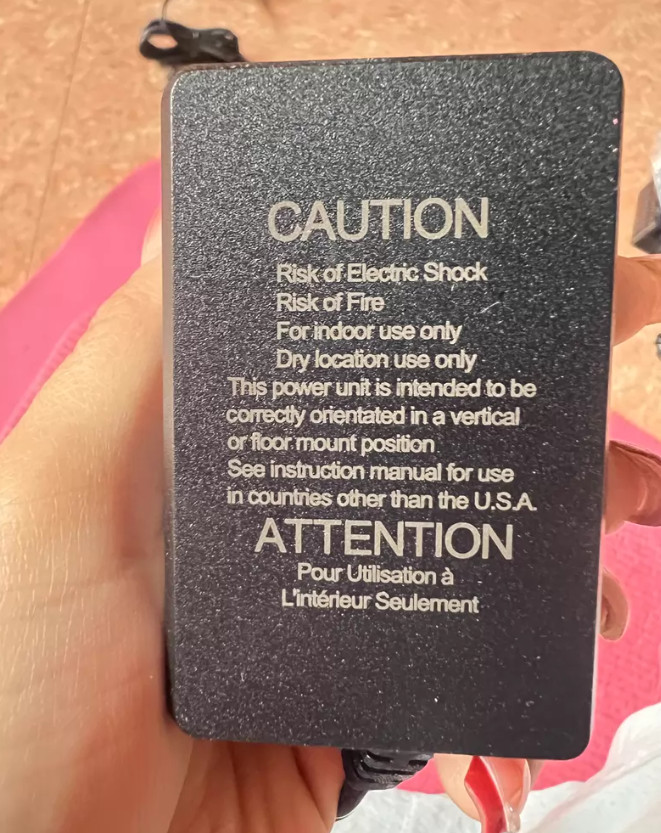 CAUTION
Risk of Electric Shock
Risk of Fire
For indoor use only
Dry location use only
This power unit is intended to be
correctly orientated in a vertical
or floor mount position
See instruction manual for use
in countries other than the U.S.A.
ATTENTION
Pour Utilisation à
L'intérieur Seulement